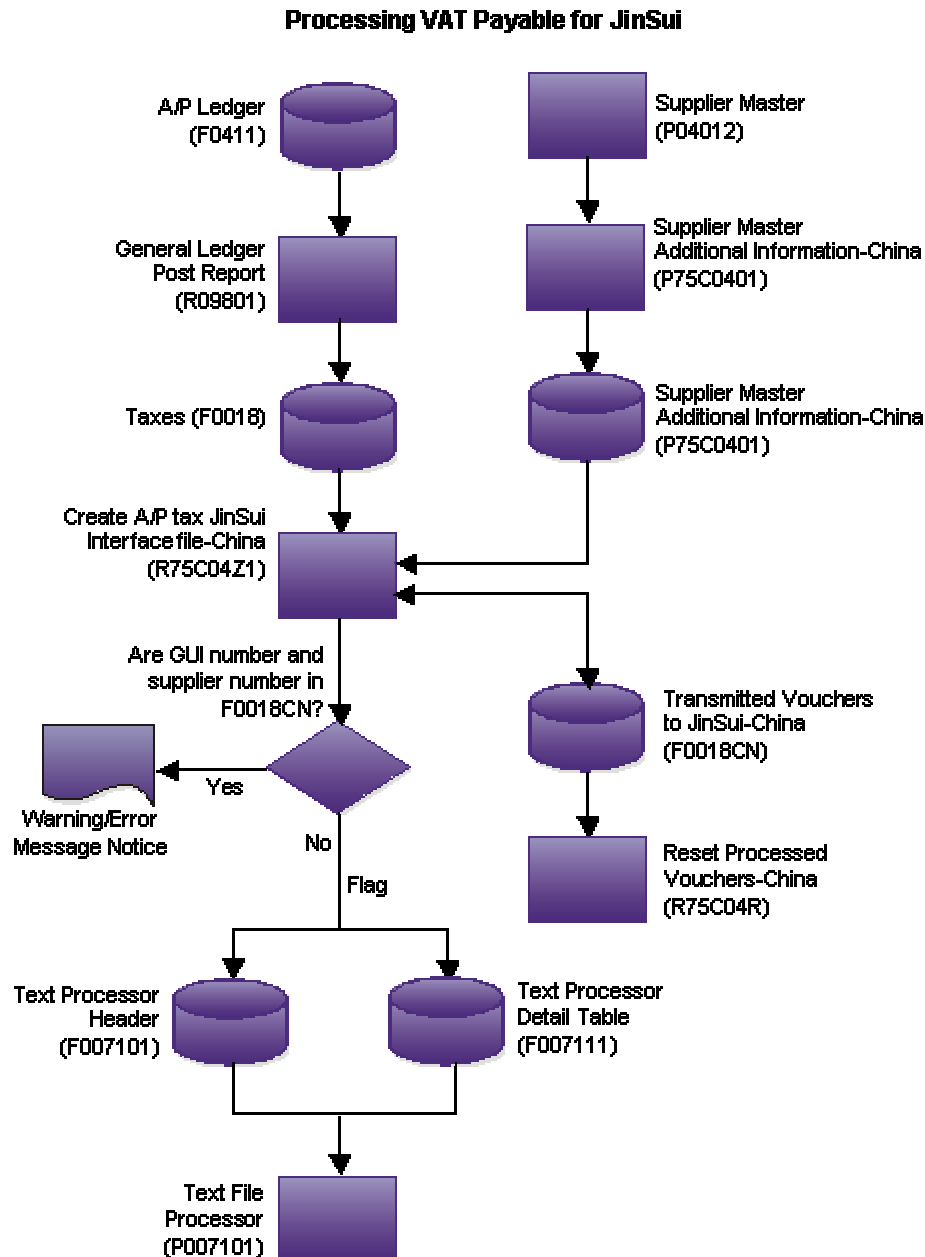 Processing VAT Payable for JinSui
A/P Ledger
(F0411)
Supplier Master
(P04012)
General Ledger
Post Report
(R09801)
Supplier Master
Additional Information-China
(P75C0401)
Taxes (F0018)
Supplier Master
Additional Information-China
(P75C0401)
Create A/P tax JinSui
Interface file-China
(R75C04Z1)
Are GUI number and
supplier number in
F0018CN?
Transmitted Vouchers
to JinSui-China
(F0018CN)
Yes
Warning/Error
Message Notice
No
Reset Processed
Vouchers-China
(R75C04R)
Flag
Text Processor
Header
(F007101)
Text Processor
Detail Table
(F007111)
Text File
Processor
(P007101)